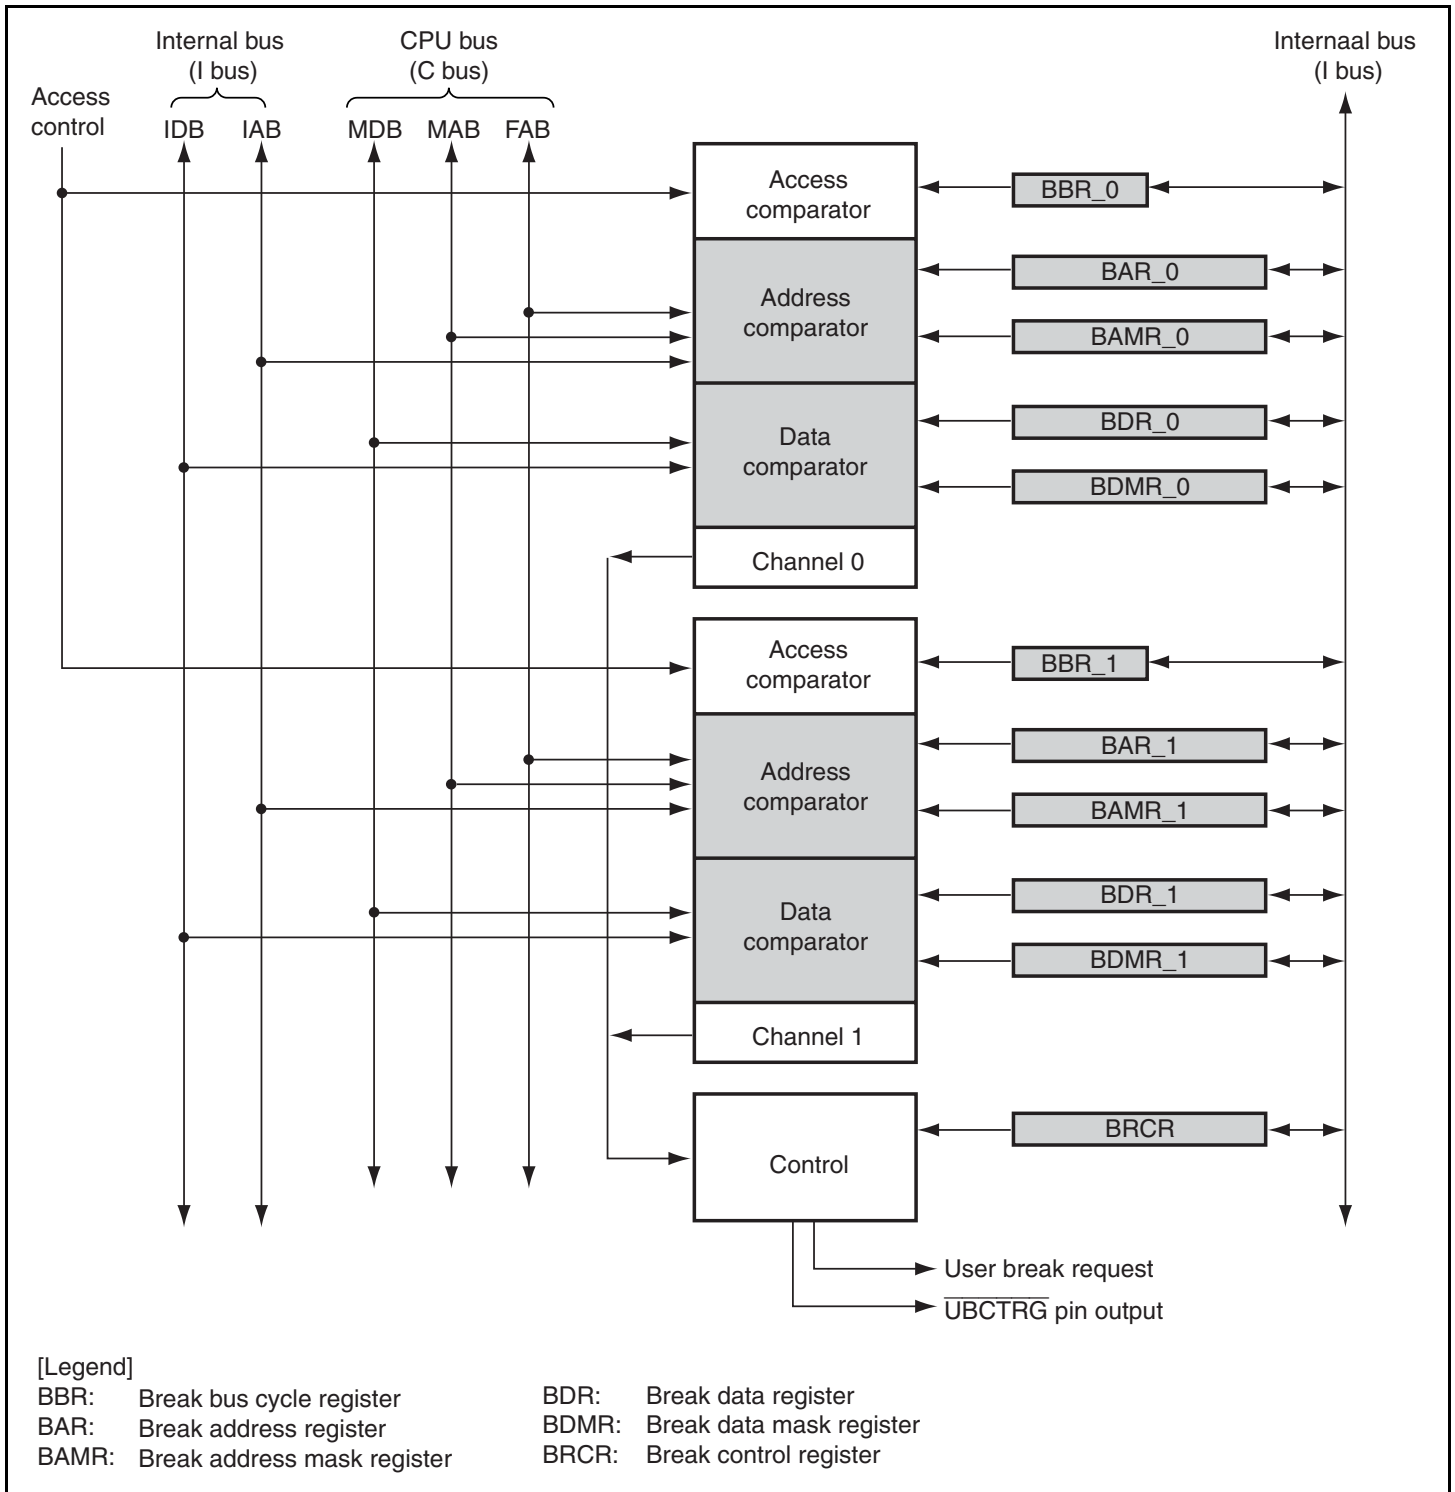 Internal bus
(I bus)
CPU bus
(C bus)
Internaal bus
(I bus)
Access
control
IDB
IAB
MDB
MAB
FAB
Access
comparator
BBR_0
Address
comparator
BAR_0
BAMR_0
Data
comparator
BDR_0
BDMR_0
Channel 0
Access
comparator
BBR_1
Address
comparator
BAR_1
BAMR_1
Data
comparator
BDR_1
BDMR_1
Channel 1
Control
BRCR
User break request
UBCTRG pin output
[Legend]
BBR: Break bus cycle register
BAR: Break address register
BAMR: Break address mask register
BDR: Break data register
BDMR: Break data mask register
BRCR: Break control register